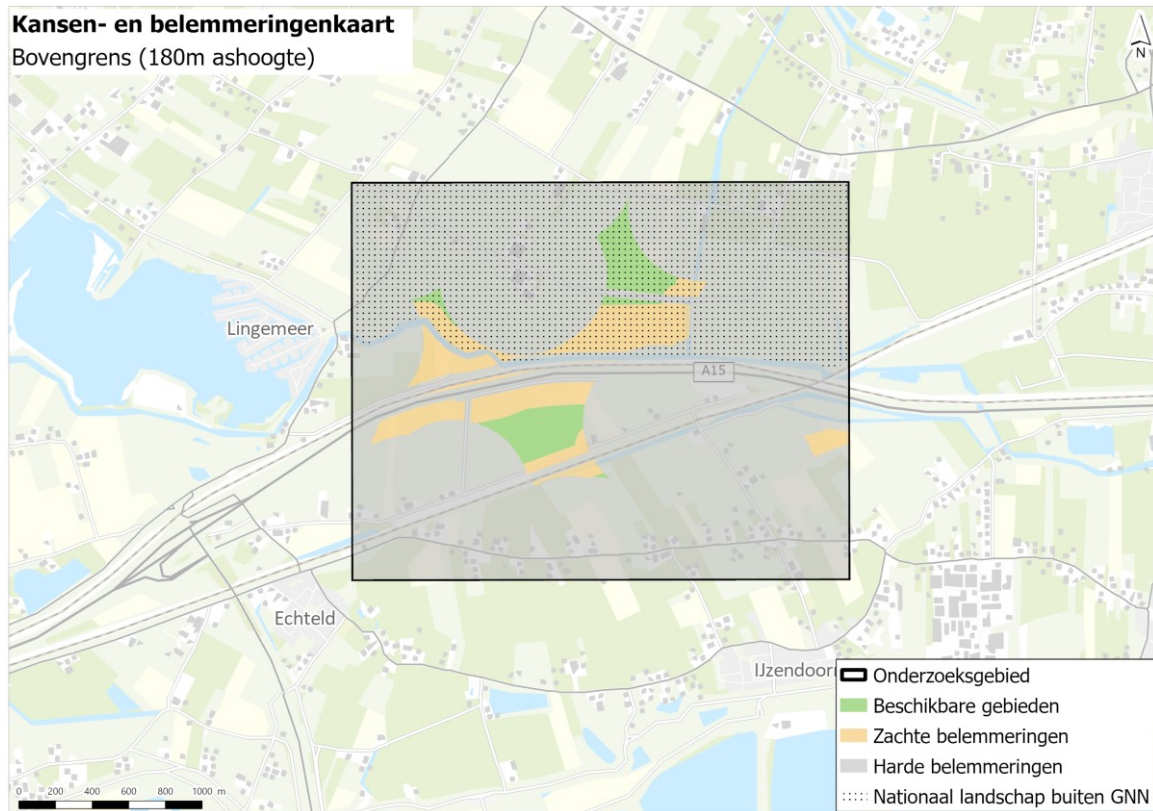 Kansen- en belemmeringenkaart
Bovengrens (180m ashoogte)
N
Lingemeer
A15
Echteld
IJzendoorn
Onderzoeksgebied
Beschikbare gebieden
Zachte belemmeringen
Harde belemmeringen
Nationaal landschap buiten GNN
0 200 400 600 800 1000 m